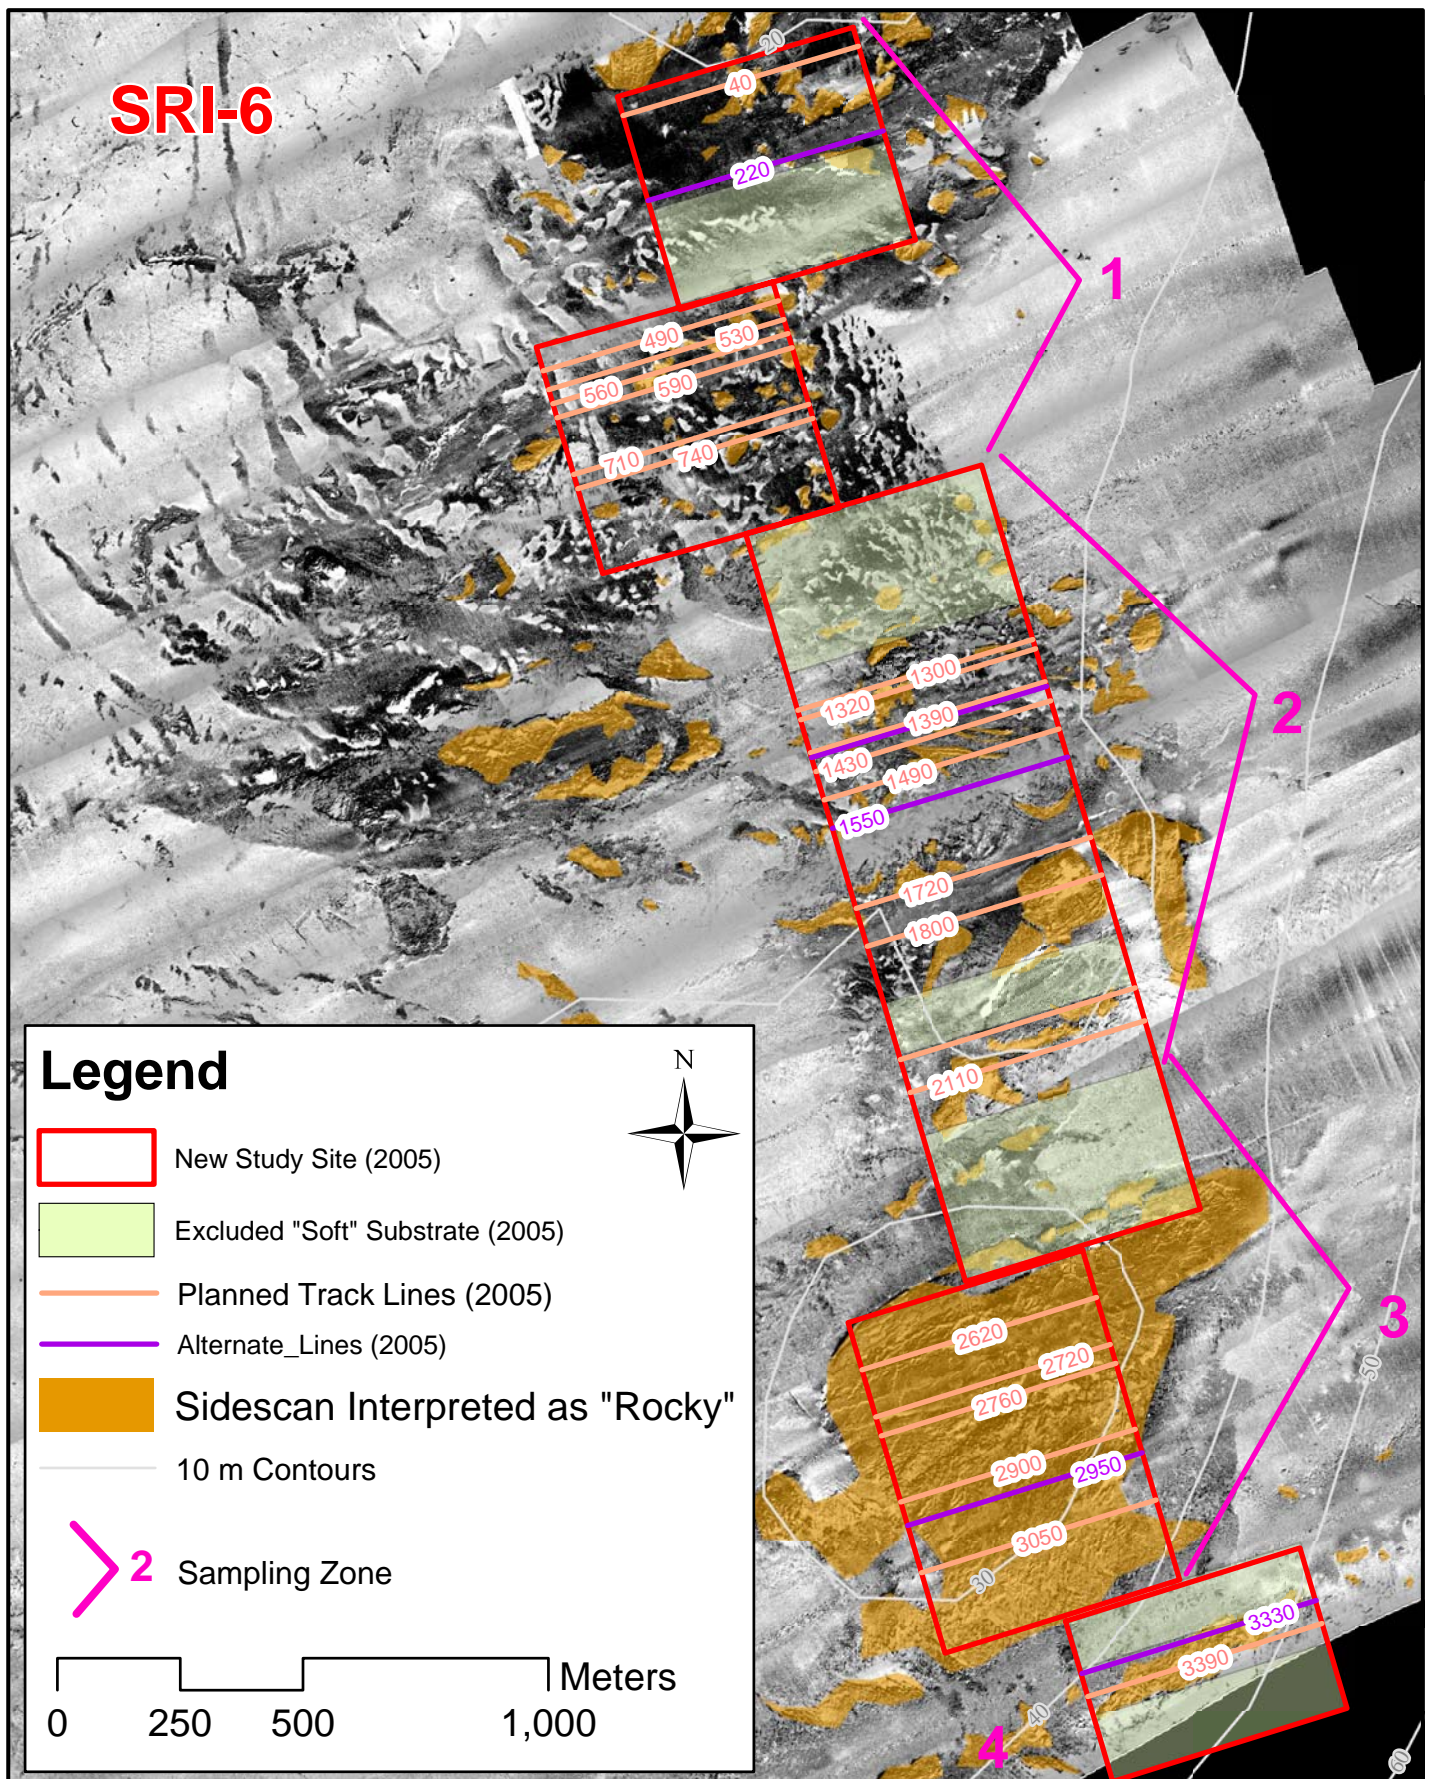 SRI-6
20
40
220
1
490
530
560
590
710
740
1300
1320
1390
1430
1490
1550
2
1720
1800
2110
2620
2720
2760
2900
2950
3050
30
3
50
3330
3390
40
4
60
Legend
N
New Study Site (2005)
Excluded "Soft" Substrate (2005)
Planned Track Lines (2005)
Alternate_Lines (2005)
Sidescan Interpreted as "Rocky"
10 m Contours
2 Sampling Zone
Meters
0 250 500 1,000